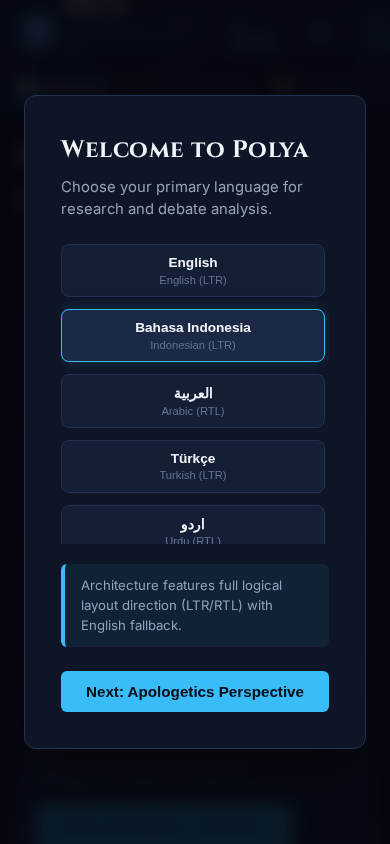 Welcome to Polya
Choose your primary language for
research and debate analysis.
English
English (LTR)
Bahasa Indonesia
Indonesian (LTR)
العربية
Arabic (RTL)
Türkçe
Turkish (LTR)
اردو
Urdu (RTL)
Architecture features full logical
layout direction (LTR/RTL) with
English fallback.
Next: Apologetics Perspective